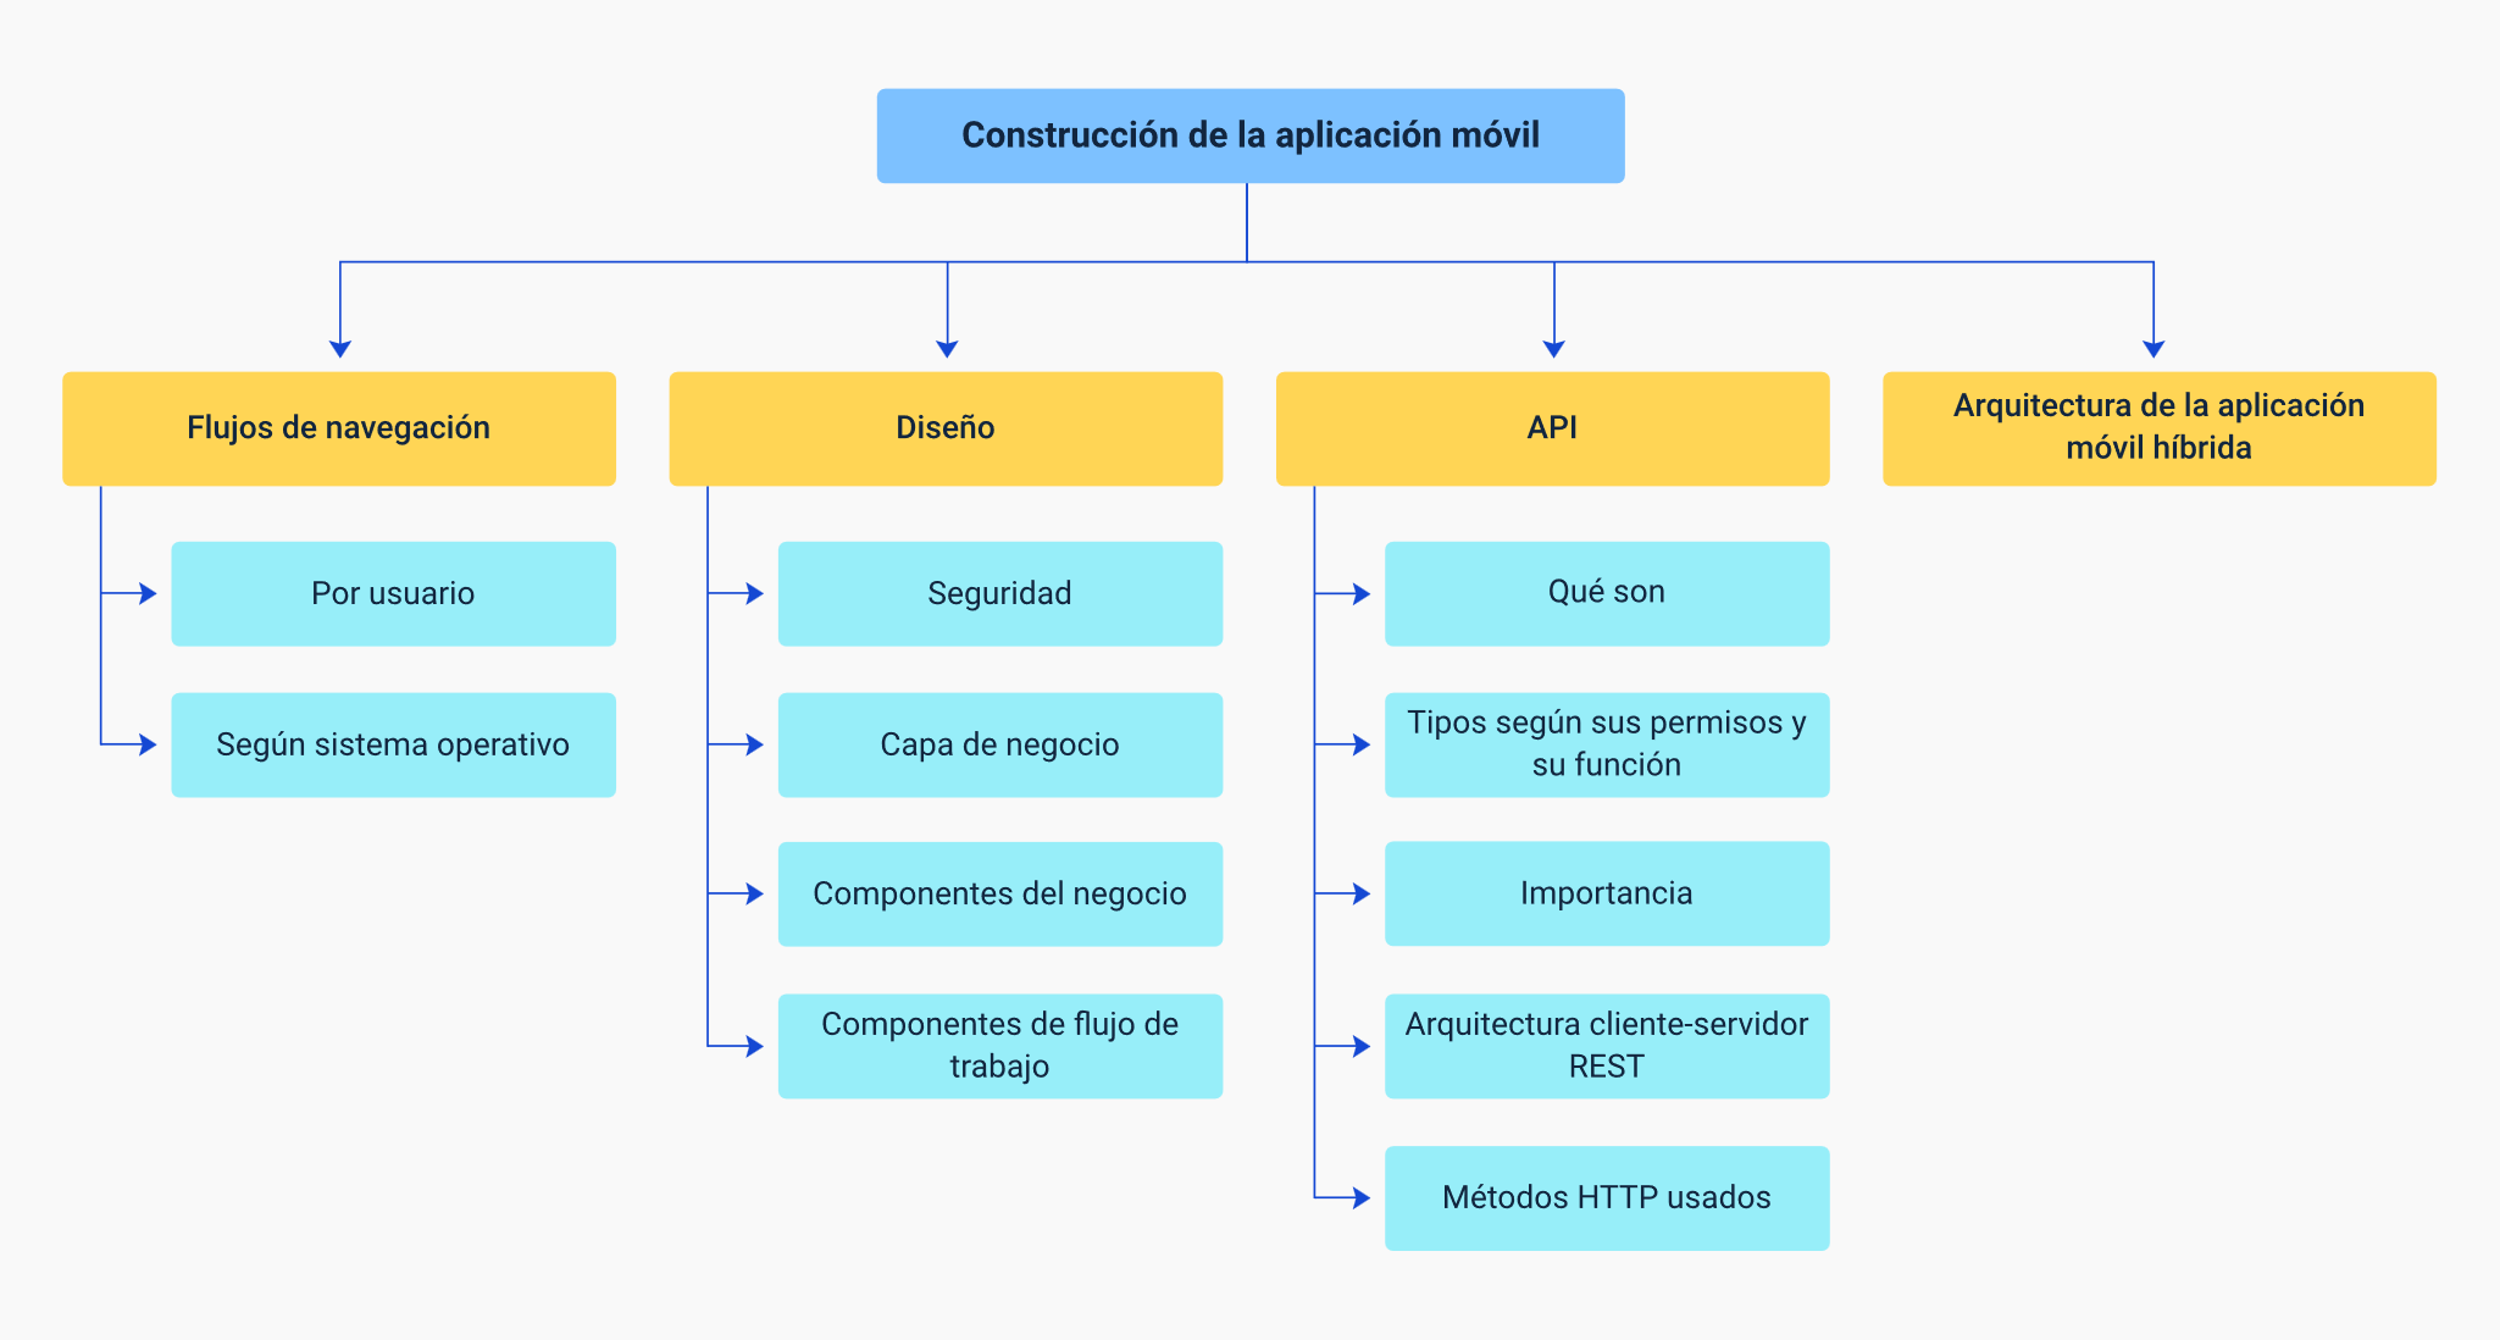 Construcción de la aplicación móvil
Flujos de navegación
Por usuario
Según sistema operativo
Diseño
Seguridad
Capa de negocio
Componentes del negocio
Componentes de flujo de
trabajo
API
Qué son
Tipos según sus permisos y
su función
Importancia
Arquitectura cliente-servidor
REST
Métodos HTTP usados
Arquitectura de la aplicación
móvil híbrida